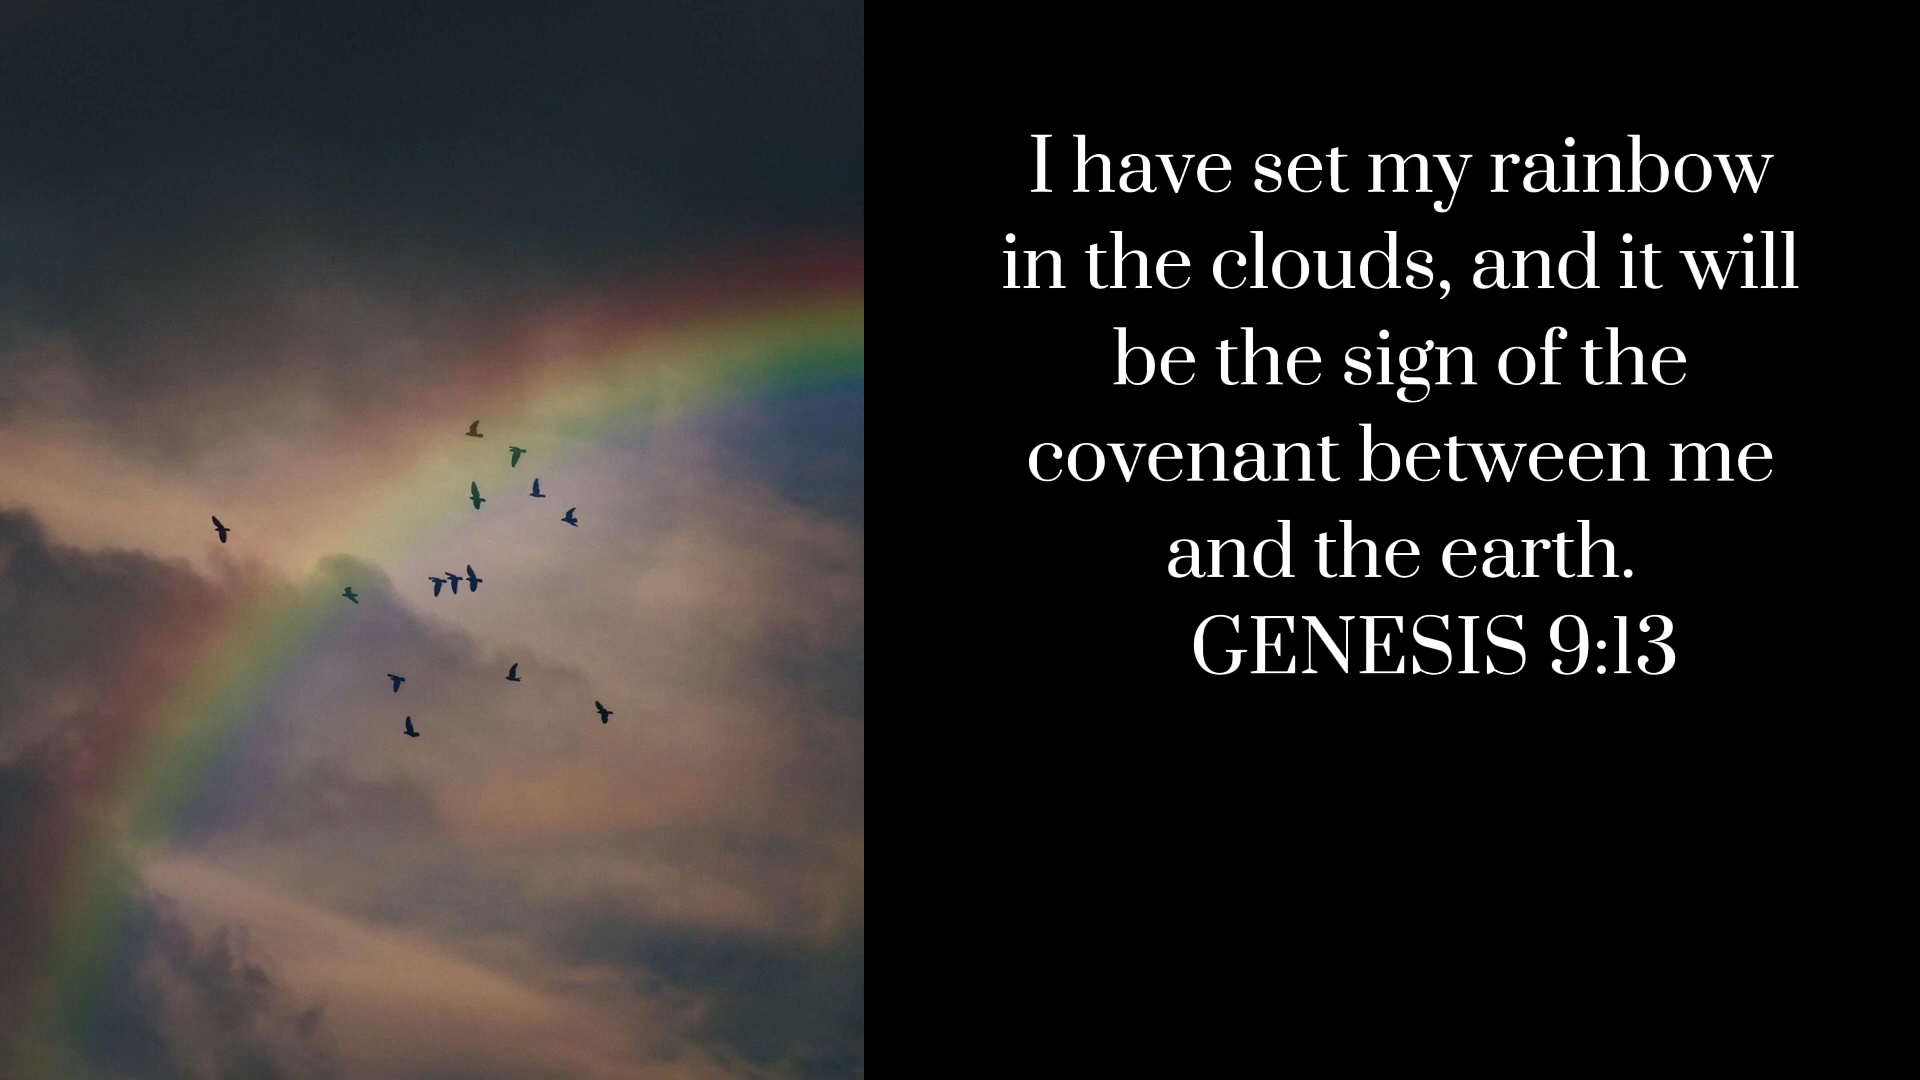 I have set my rainbow
in the clouds, and it will
be the sign of the
covenant between me
and the earth.
GENESIS 9:13